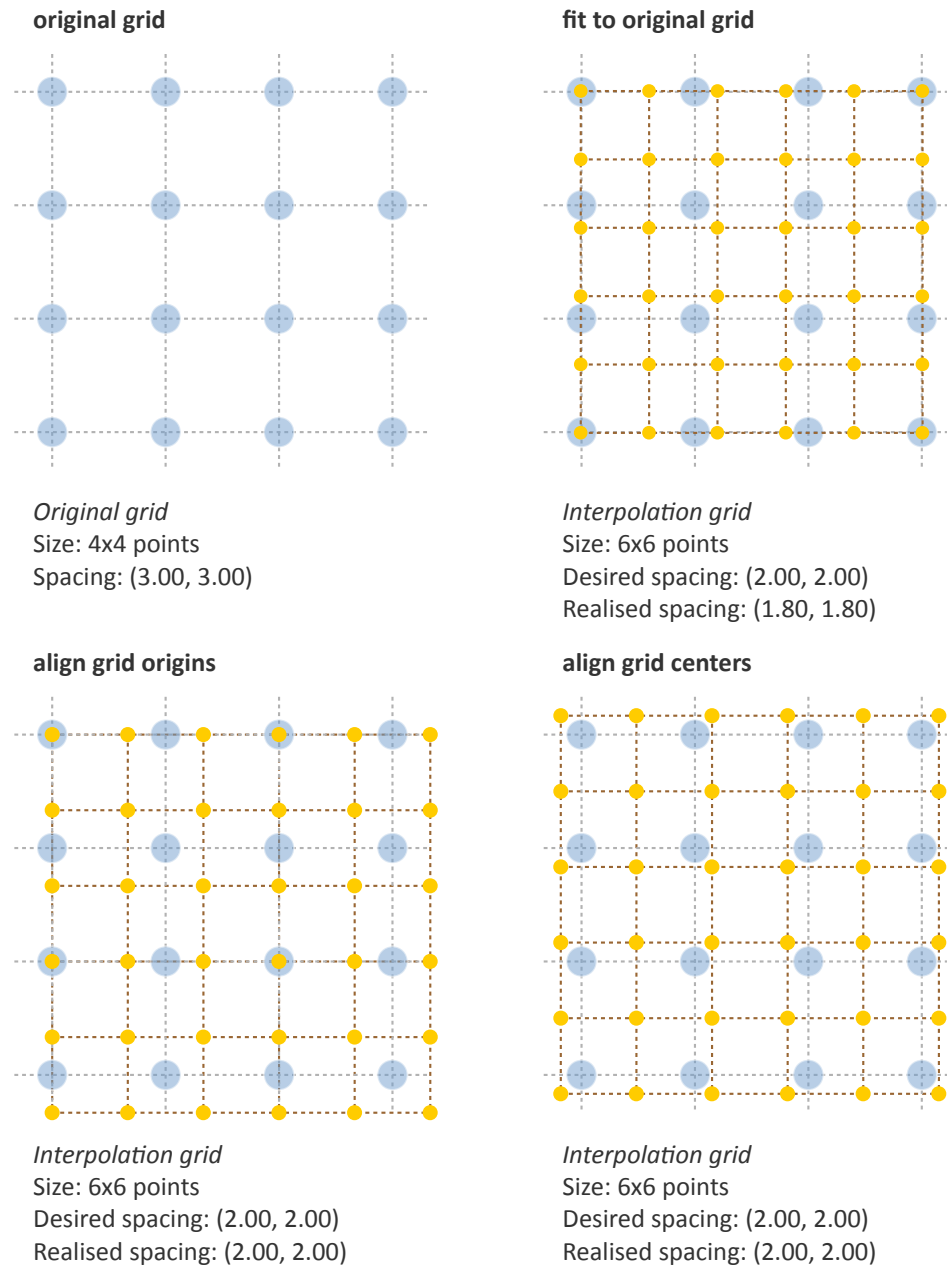 original grid
fit to original grid
Original grid
Size: 4x4 points
Spacing: (3.00, 3.00)
Interpolation grid
Size: 6x6 points
Desired spacing: (2.00, 2.00)
Realised spacing: (1.80, 1.80)
align grid origins
align grid centers
Interpolation grid
Size: 6x6 points
Desired spacing: (2.00, 2.00)
Realised spacing: (2.00, 2.00)
Interpolation grid
Size: 6x6 points
Desired spacing: (2.00, 2.00)
Realised spacing: (2.00, 2.00)